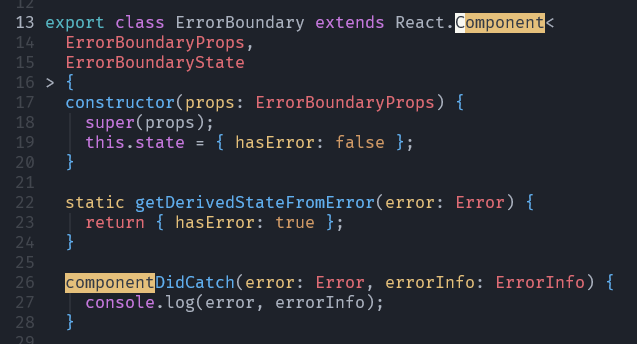 12
13 export class ErrorBoundary extends React.Component<
14   ErrorBoundaryProps,
15   ErrorBoundaryState
16 > {
17   constructor(props: ErrorBoundaryProps) {
18     super(props);
19     this.state = { hasError: false };
20   }
21
22   static getDerivedStateFromError(error: Error) {
23     return { hasError: true };
24   }
25
26   componentDidCatch(error: Error, errorInfo: ErrorInfo) {
27     console.log(error, errorInfo);
28   }
29